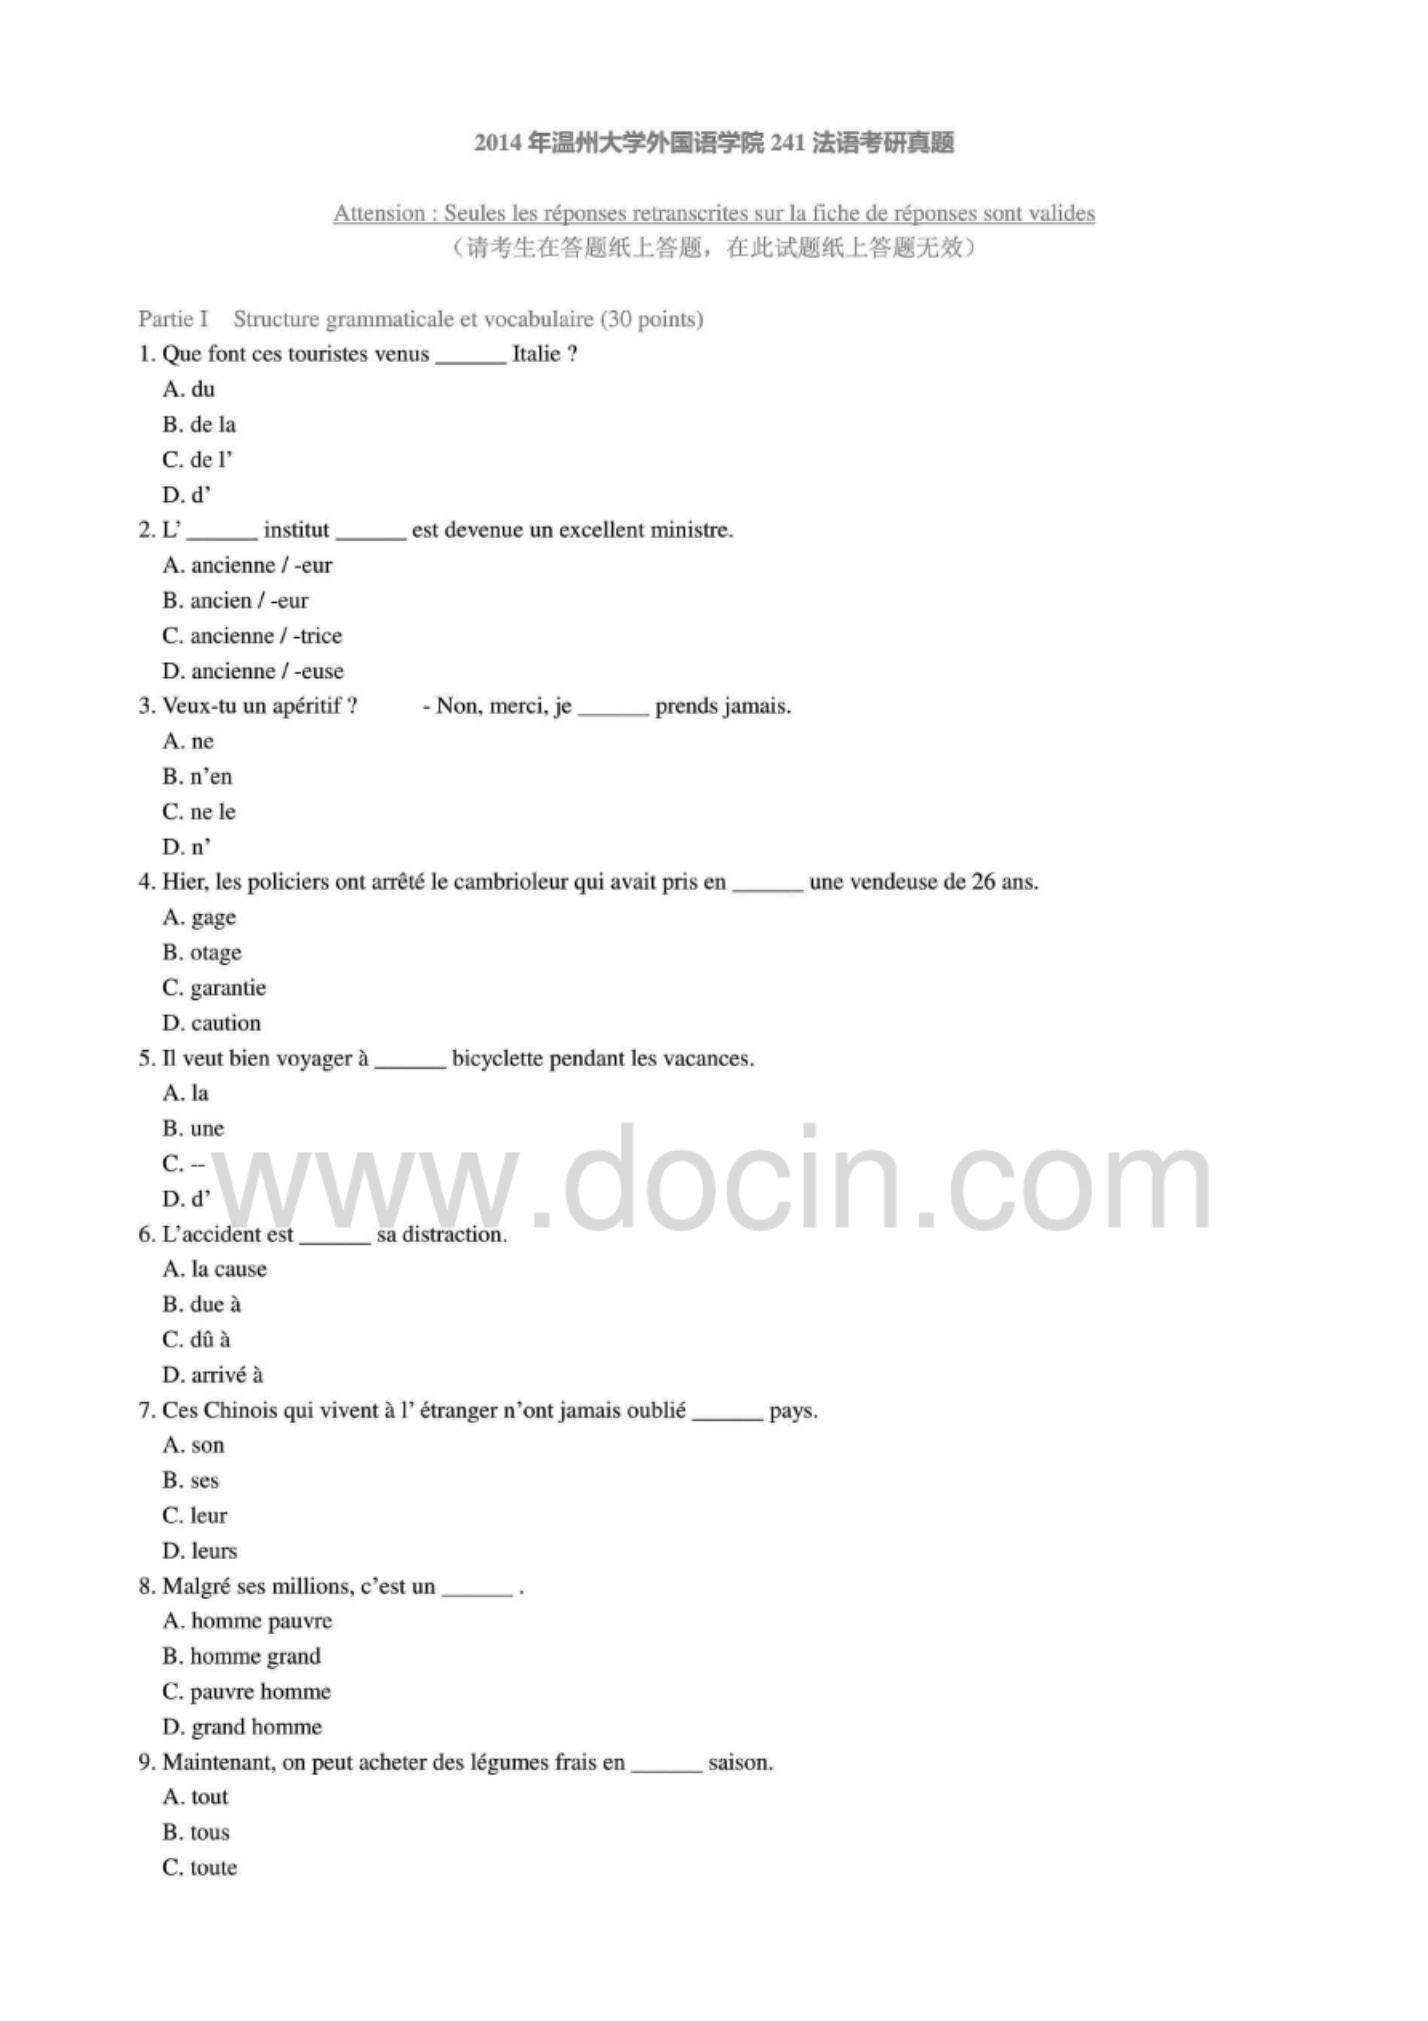 2014 年温州大学外国语学院 241 法语考研真题
Attension : Seules les réponses retranscrites sur la fiche de réponses sont valides
（请考生在答题纸上答题，在此试题纸上答题无效）
Partie I Structure grammaticale et vocabulaire (30 points)
1. Que font ces touristes venus ______ Italie ?
A. du
B. de la
C. de l’
D. d’
2. L’ ______ institut ______ est devenue un excellent ministre.
A. ancienne / -eur
B. ancien / -eur
C. ancienne / -trice
D. ancienne / -euse
3. Veux-tu un apéritif ? - Non, merci, je ______ prends jamais.
A. ne
B. n’en
C. ne le
D. n’
4. Hier, les policiers ont arrêté le cambrioleur qui avait pris en ______ une vendeuse de 26 ans.
A. gage
B. otage
C. garantie
D. caution
5. Il veut bien voyager à ______ bicyclette pendant les vacances.
A. la
B. une
C. --
D. d’
www.docin.com
6. L’accident est ______ sa distraction.
A. la cause
B. due à
C. dû à
D. arrivé à
7. Ces Chinois qui vivent à l’ étranger n’ont jamais oublié ______ pays.
A. son
B. ses
C. leur
D. leurs
8. Malgré ses millions, c’est un ______ .
A. homme pauvre
B. homme grand
C. pauvre homme
D. grand homme
9. Maintenant, on peut acheter des légumes frais en ______ saison.
A. tout
B. tous
C. toute